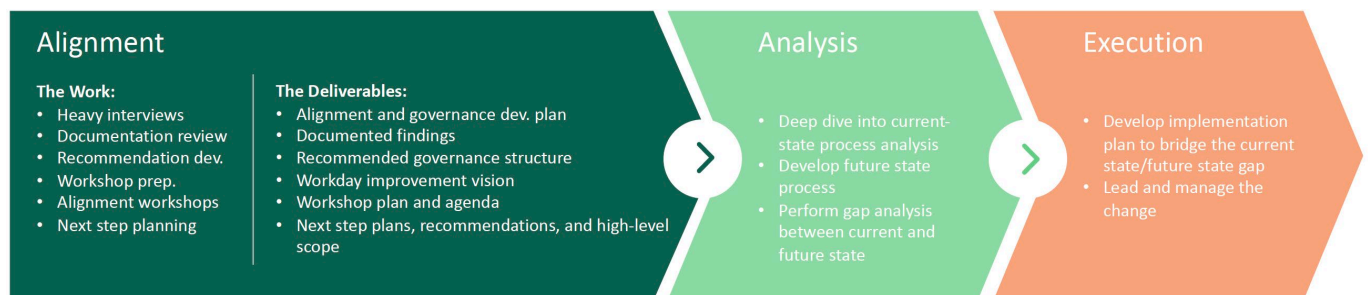 Alignment
The Work:
• Heavy interviews
• Documentation review
• Recommendation dev.
• Workshop prep.
• Alignment workshops
• Next step planning
The Deliverables:
• Alignment and governance dev. plan
• Documented findings
• Recommended governance structure
• Workday improvement vision
• Workshop plan and agenda
• Next step plans, recommendations, and high-level
scope
Analysis
• Deep dive into current-
state process analysis
• Develop future state
process
• Perform gap analysis
between current and
future state
Execution
• Develop implementation
plan to bridge the current
state/future state gap
• Lead and manage the
change